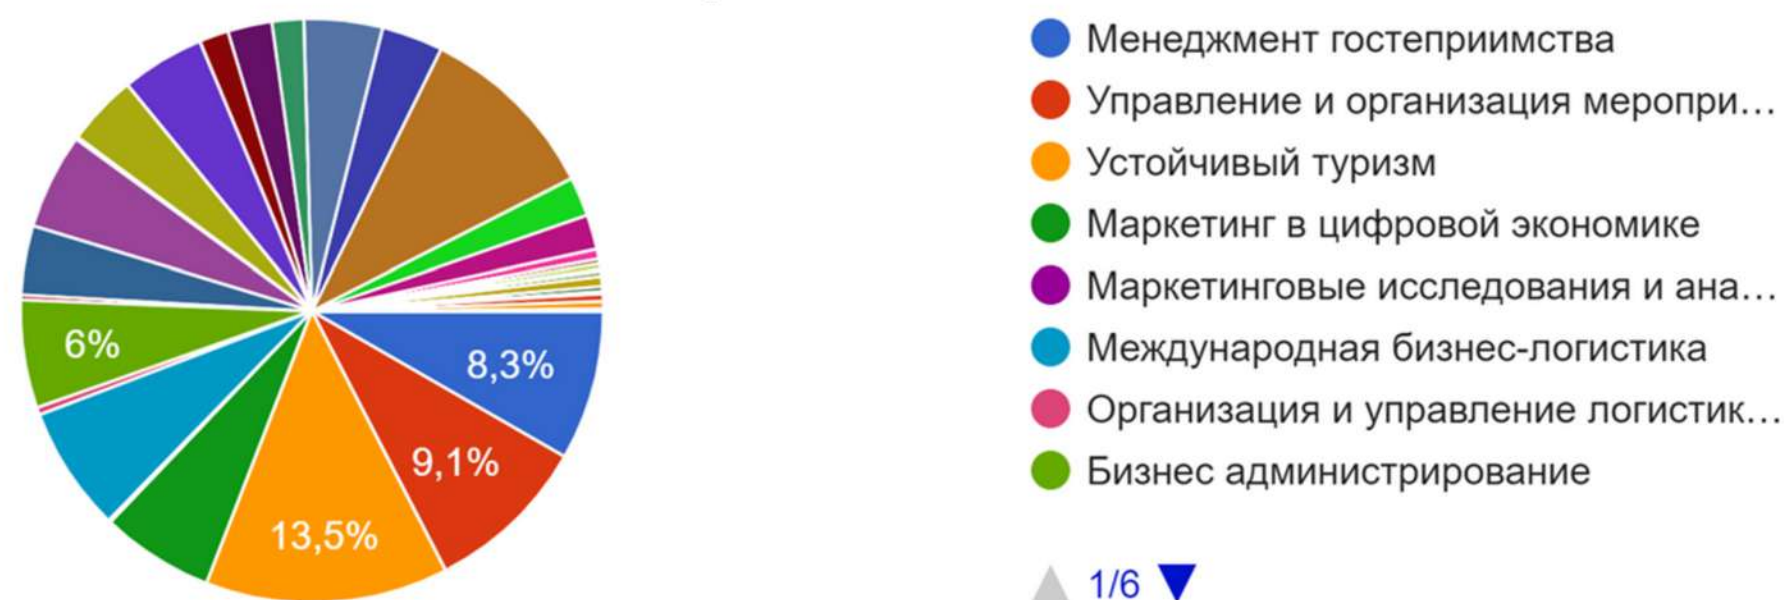 6%
8,3%
9,1%
13,5%
Менеджмент гостеприимства
Управление и организация меропри...
Устойчивый туризм
Маркетинг в цифровой экономике
Маркетинговые исследования и ана...
Международная бизнес-логистика
Организация и управление логистик...
Бизнес администрирование
1/6